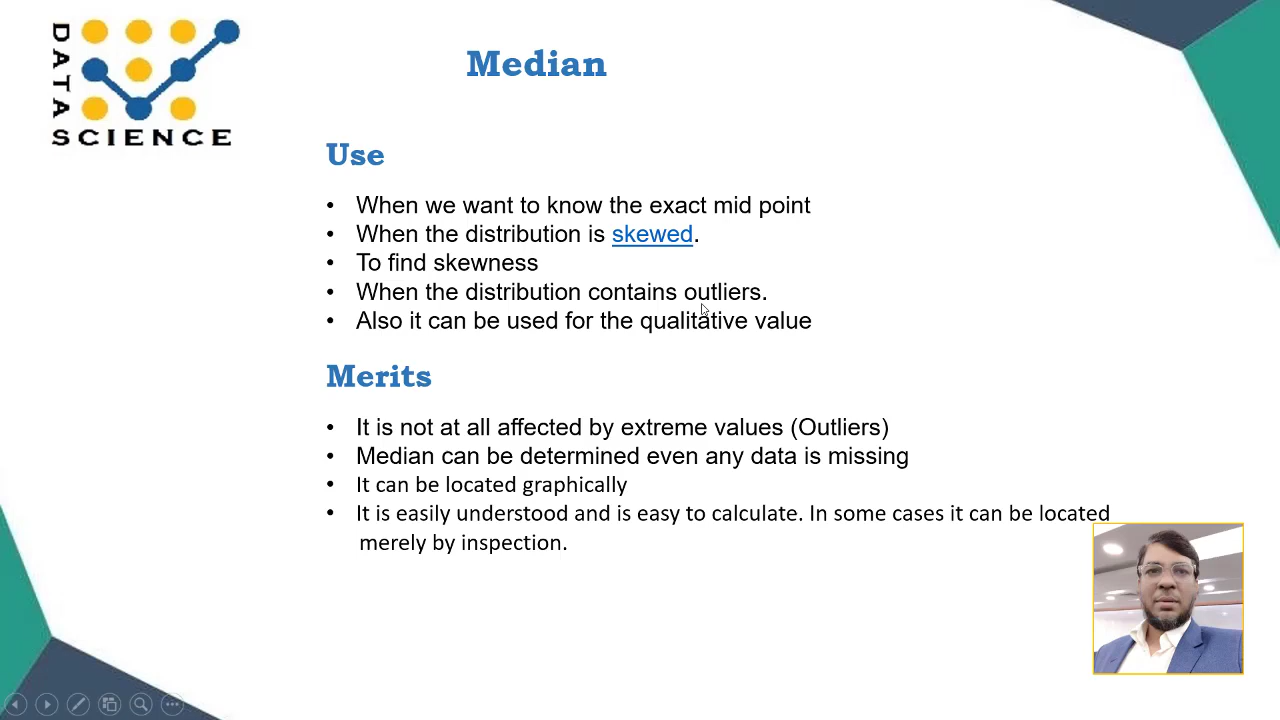 DATA
SCIENCE
Median
Use
• When we want to know the exact mid point
• When the distribution is skewed.
• To find skewness
• When the distribution contains outliers.
• Also it can be used for the qualitative value
Merits
• It is not at all affected by extreme values (Outliers)
• Median can be determined even any data is missing
• It can be located graphically
• It is easily understood and is easy to calculate. In some cases it can be located
merely by inspection.